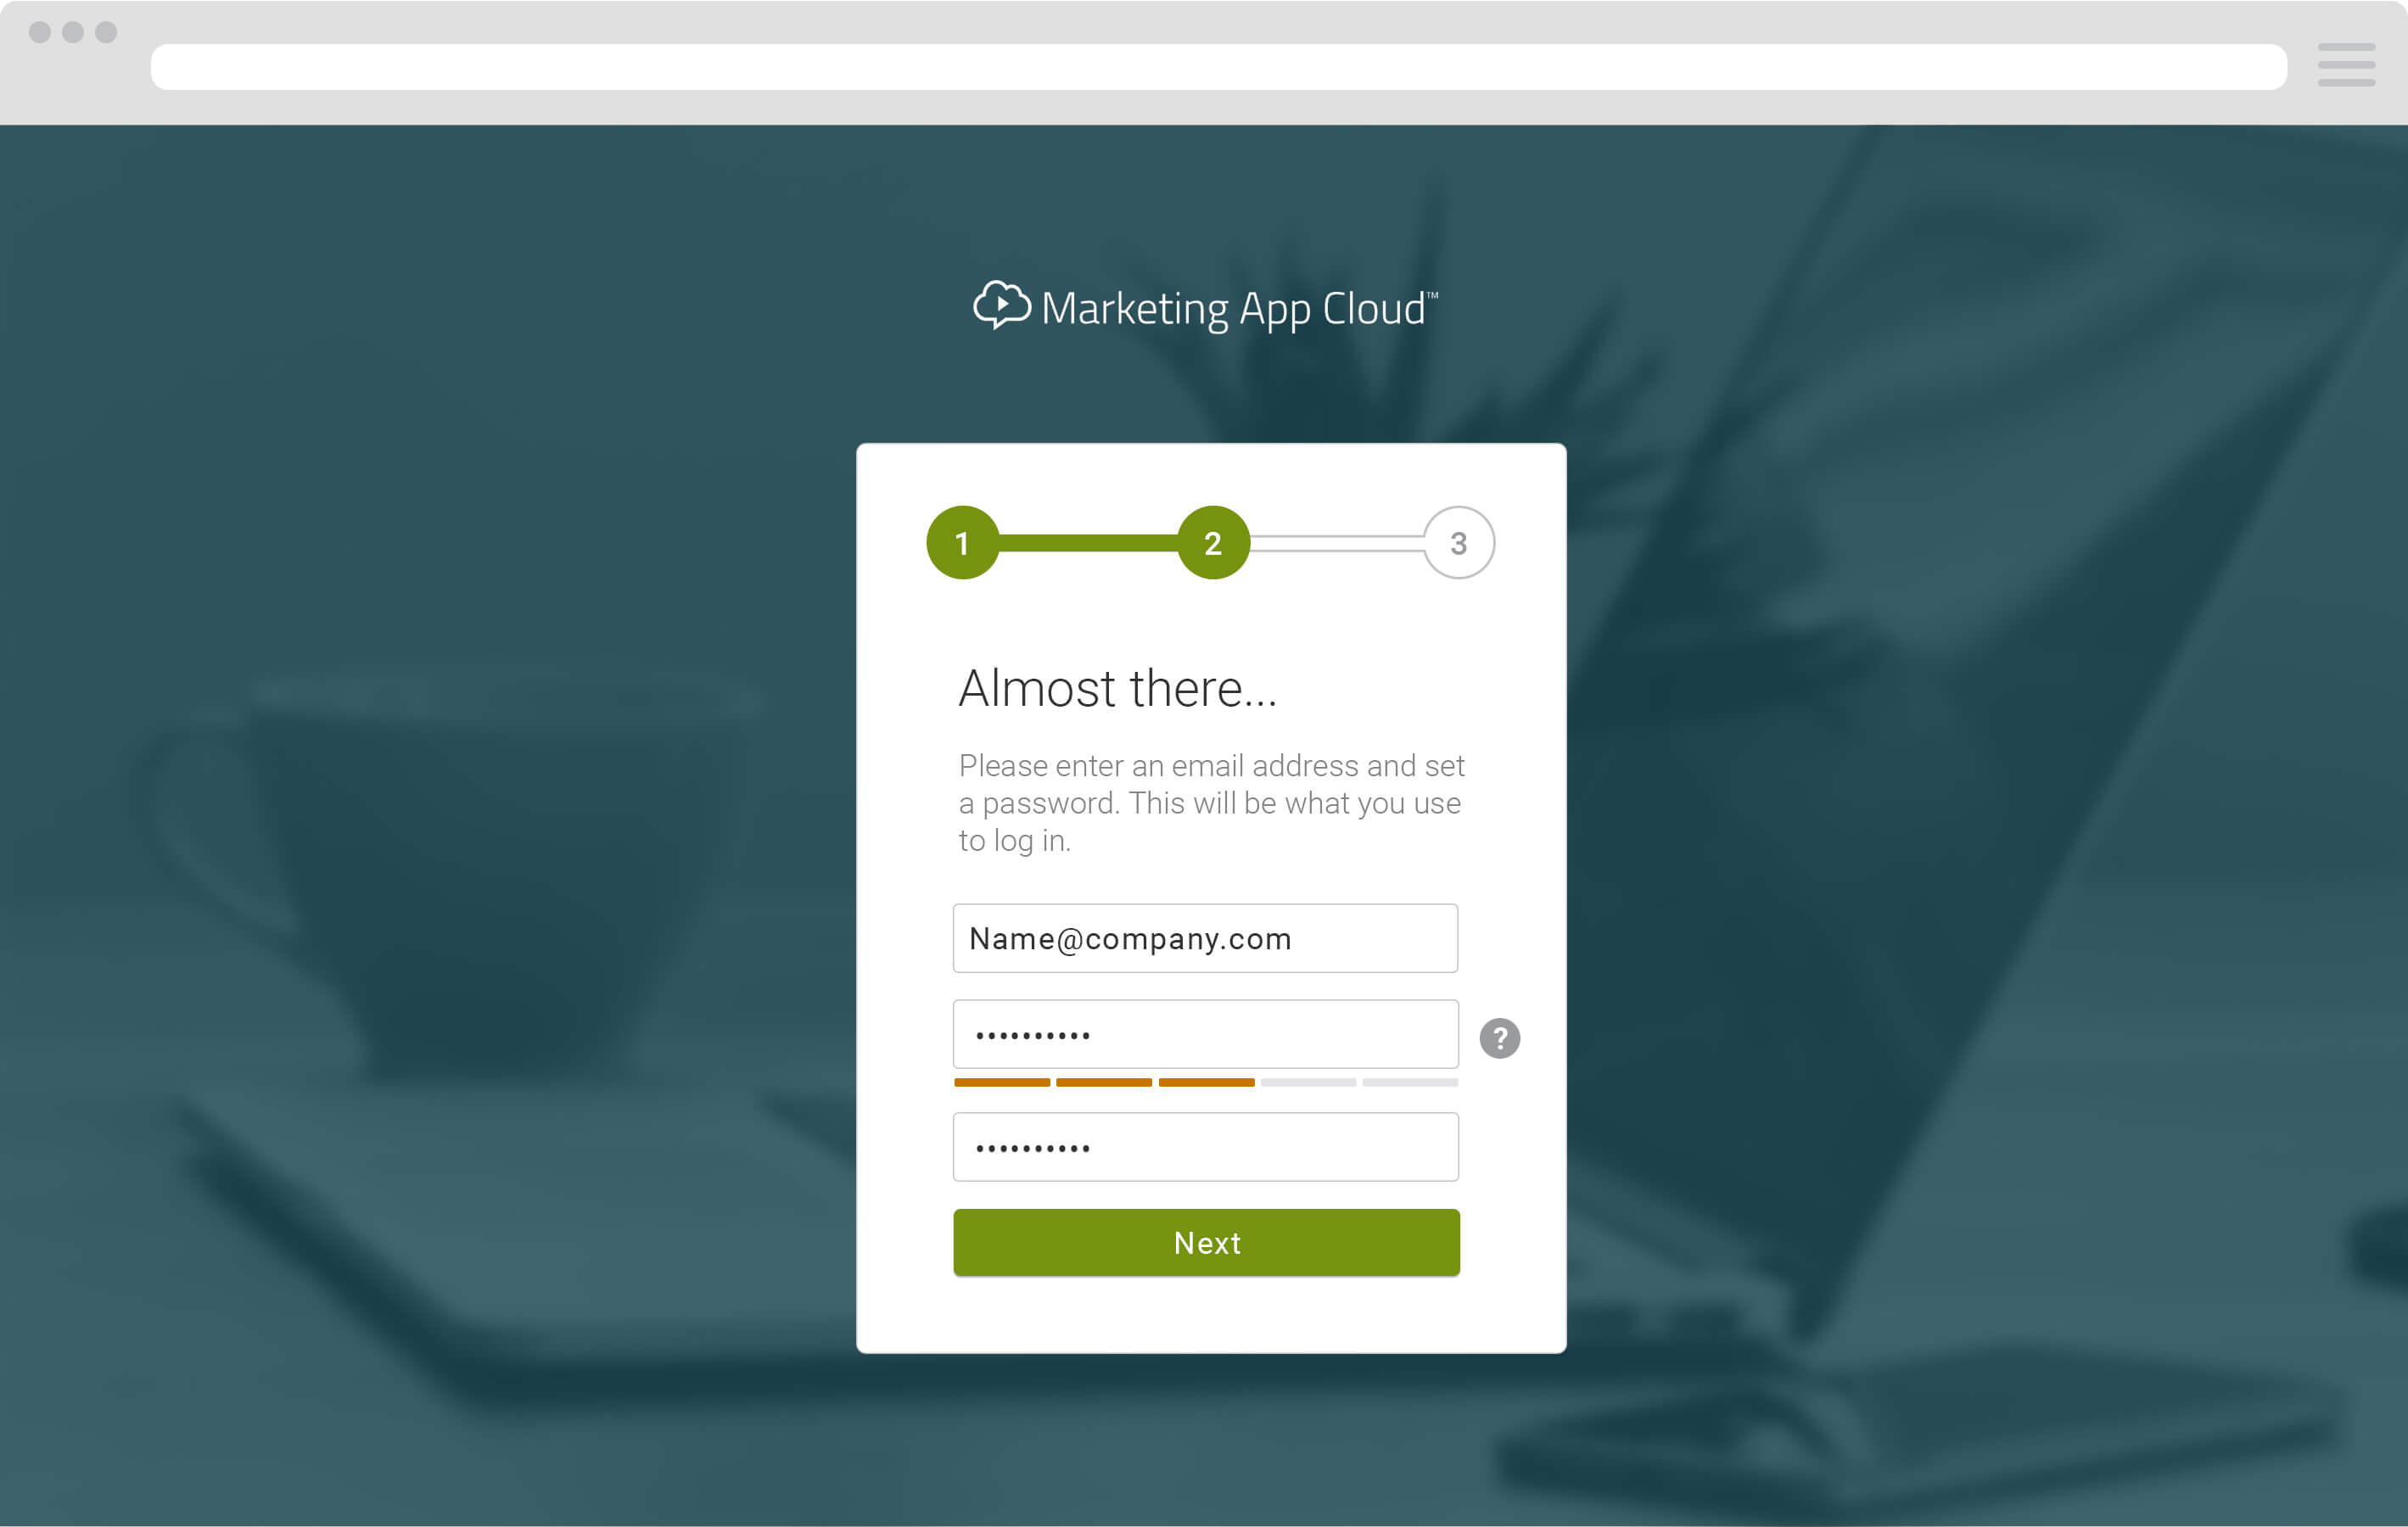 Marketing App Cloud™
1 2 3
Almost there...
Please enter an email address and set
a password. This will be what you use
to log in.
Name@company.com
••••••••••
?
••••••••••
Next